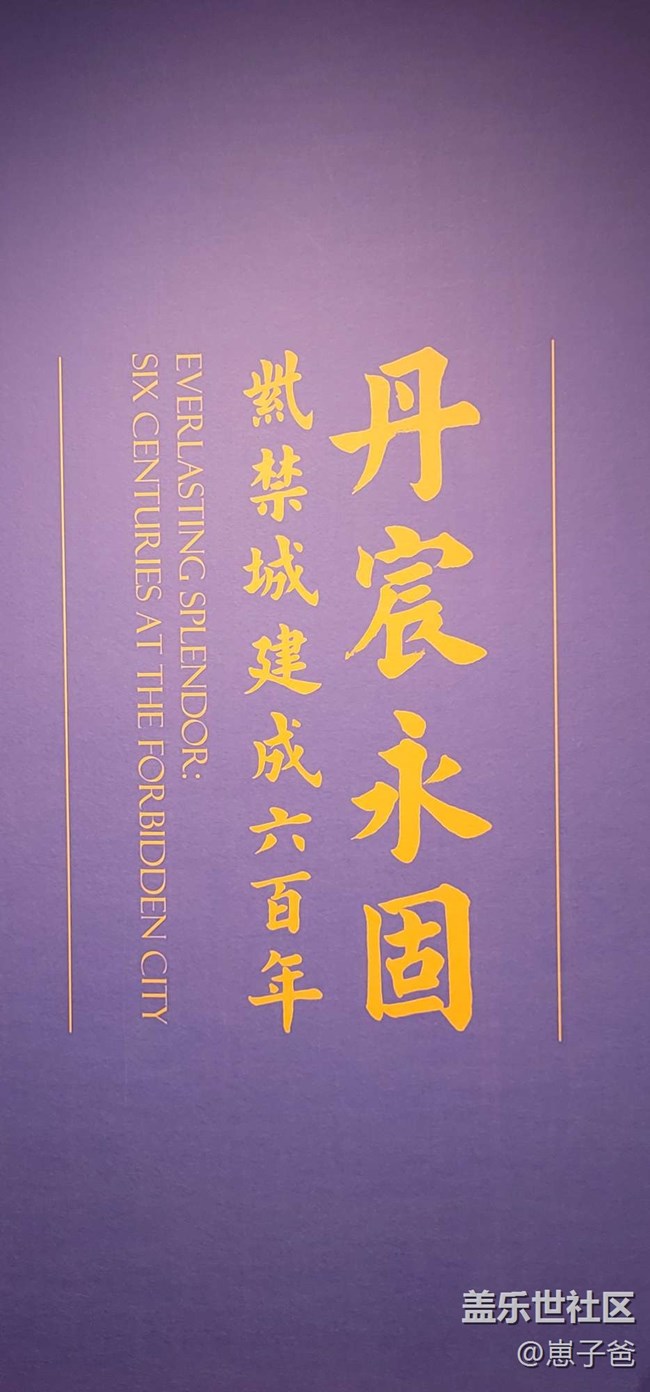 丹宸永固
紫禁城建成六百年
EVERLASTING SPLENDOR:
SIX CENTURIES AT THE FORBIDDEN CITY
盖乐世社区
@崽子爸